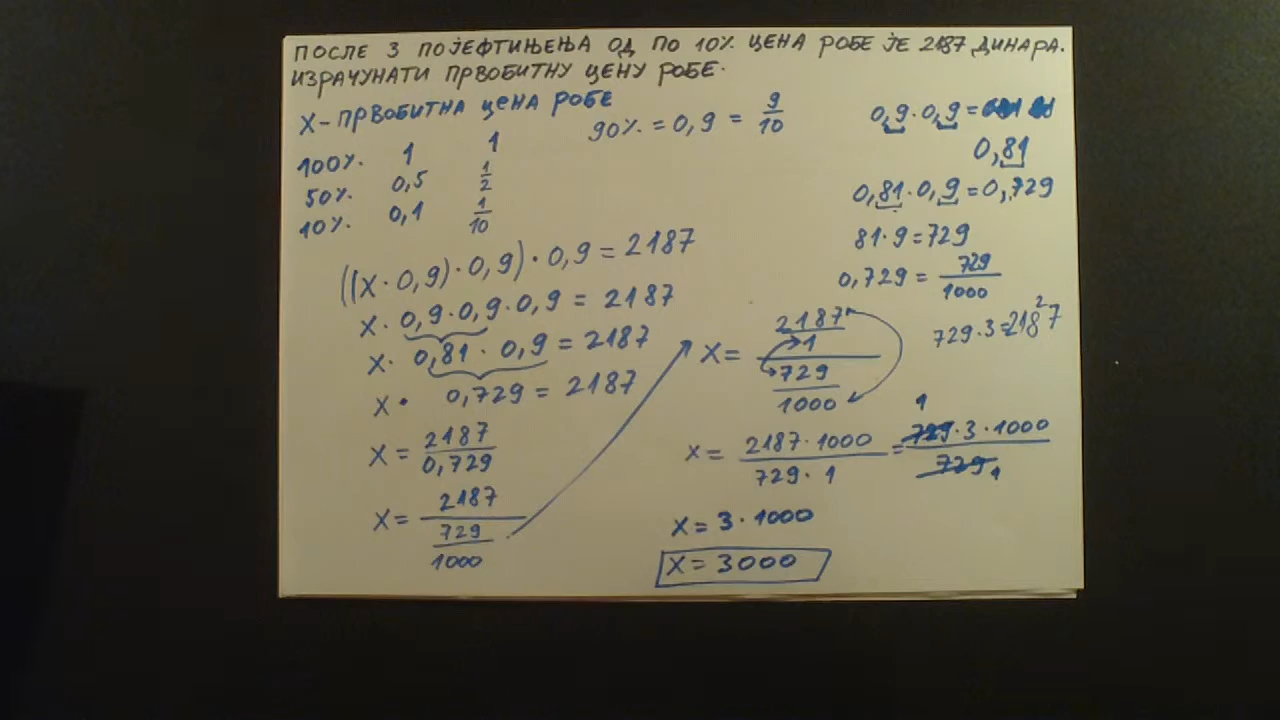 ПОСЛЕ 3 ПОЈЕФТИЊЕЊА ОД ПО 10% ЦЕНА РОБЕ ЈЕ 2187 ДИНАРА.
ИЗРАЧУНАТИ ПРВОБИТНУ ЦЕНУ РОБЕ.
X - ПРВОБИТНА ЦЕНА РОБЕ
100% 1 1
50% 0,5 1/2
10% 0,1 1/10
90% = 0,9 = 9/10
((X · 0,9) · 0,9) · 0,9 = 2187
X · 0,9 · 0,9 · 0,9 = 2187
X · 0,81 · 0,9 = 2187
X · 0,729 = 2187
X = 2187/0,729
X = 2187/(729/1000)
0,9 · 0,9 =
0,81
0,81 · 0,9 = 0,729
81 · 9 = 729
0,729 = 729/1000
729 · 3 = 2187
2
X = (2187/1)/(729/1000)
X = (2187 · 1000)/(729 · 1) = (729 · 3 · 1000)/729
1
1
X = 3 · 1000
X = 3000